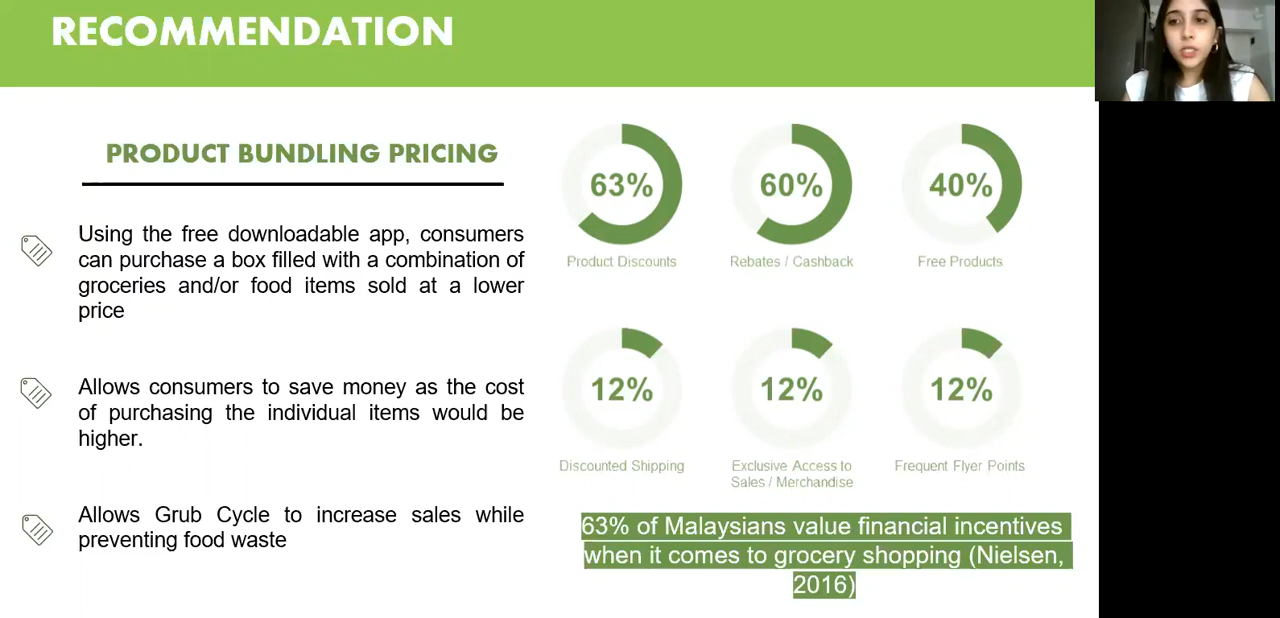 RECOMMENDATION
PRODUCT BUNDLING PRICING
Using the free downloadable app, consumers
can purchase a box filled with a combination of
groceries and/or food items sold at a lower
price
Allows consumers to save money as the cost
of purchasing the individual items would be
higher.
Allows Grub Cycle to increase sales while
preventing food waste
63%
60%
40%
Product Discounts
Rebates / Cashback
Free Products
12%
12%
12%
Discounted Shipping
Exclusive Access to
Sales / Merchandise
Frequent Flyer Points
63% of Malaysians value financial incentives
when it comes to grocery shopping (Nielsen,
2016)